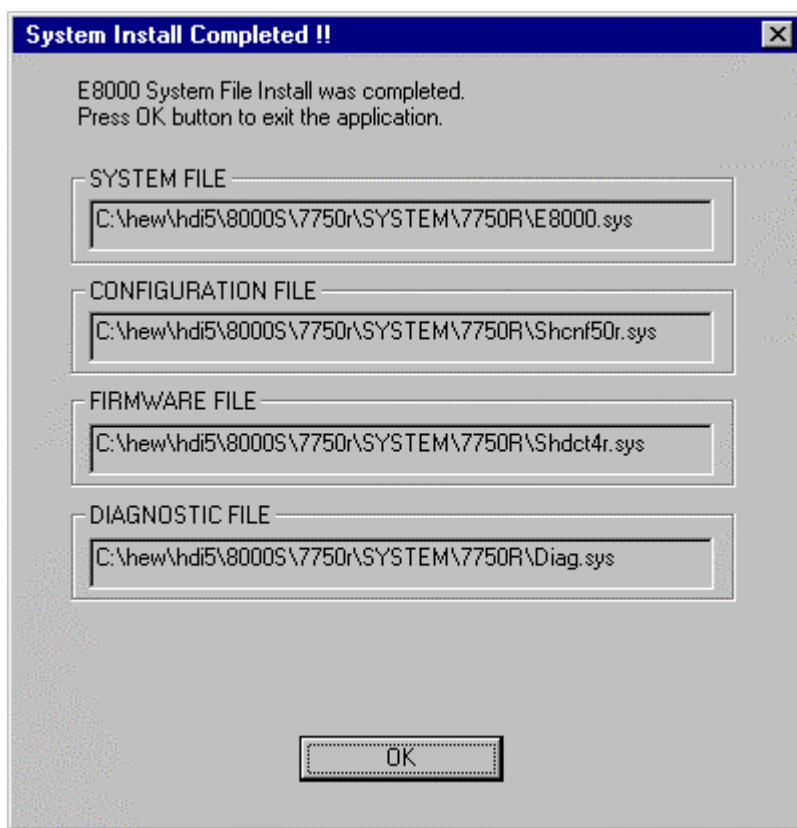 System Install Completed !!
E8000 System File Install was completed.
Press OK button to exit the application.
SYSTEM FILE
C:\hew\hdi5\8000S\7750r\SYSTEM\7750R\E8000.sys
CONFIGURATION FILE
C:\hew\hdi5\8000S\7750r\SYSTEM\7750R\Shcnf50r.sys
FIRMWARE FILE
C:\hew\hdi5\8000S\7750r\SYSTEM\7750R\Shdct4r.sys
DIAGNOSTIC FILE
C:\hew\hdi5\8000S\7750r\SYSTEM\7750R\Diag.sys
OK